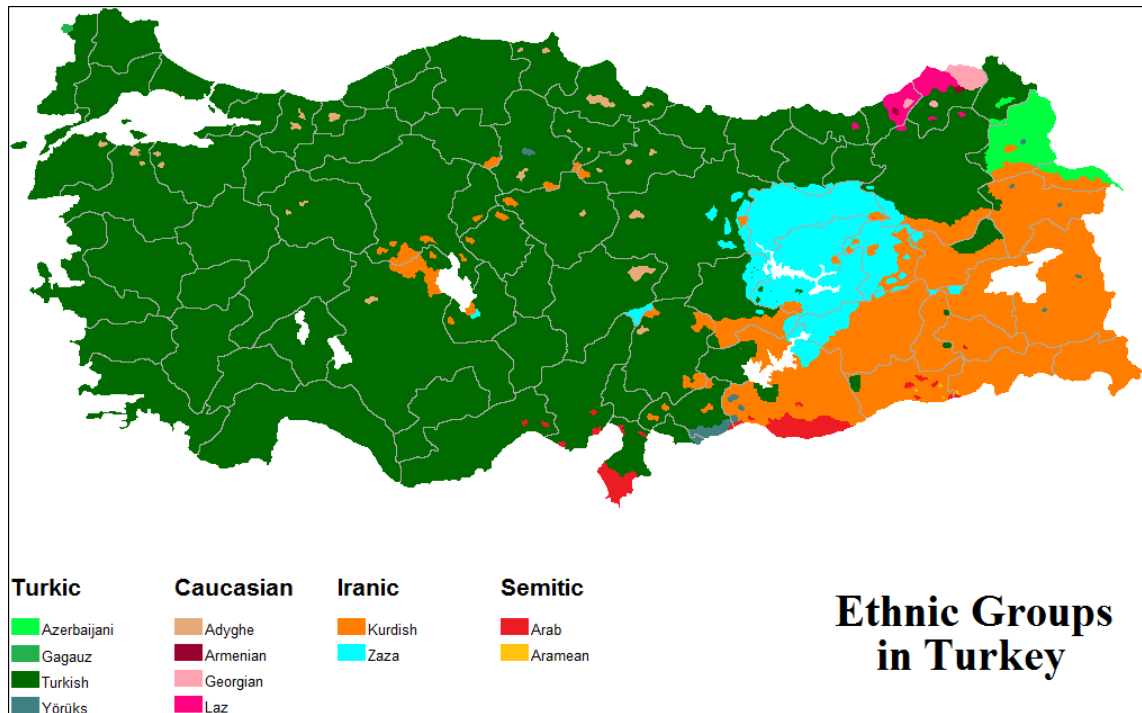 Turkic
Azerbaijani
Gagauz
Turkish
Yörüks
Caucasian
Adyghe
Armenian
Georgian
Laz
Iranic
Kurdish
Zaza
Semitic
Arab
Aramean
Ethnic Groups
in Turkey